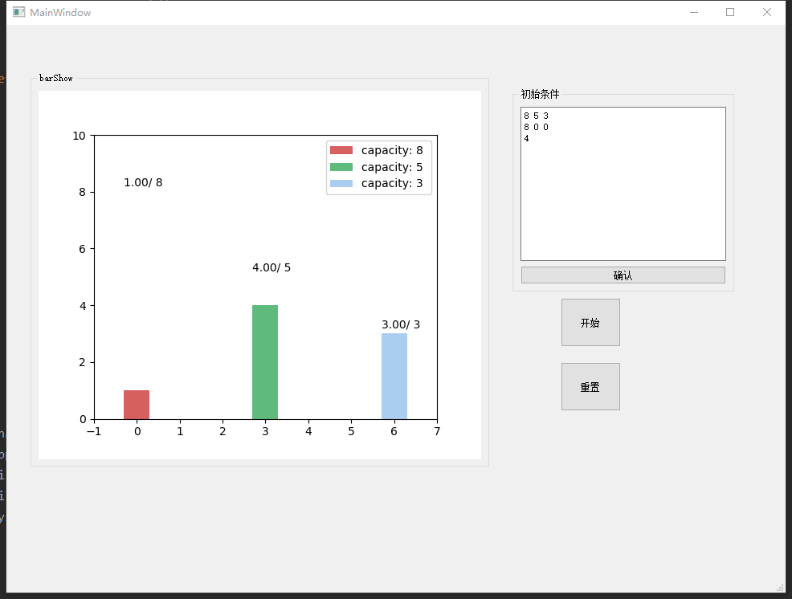 MainWindow
barShow
10
8
6
4
2
0
-1 0 1 2 3 4 5 6 7
capacity: 8
capacity: 5
capacity: 3
1.00/ 8
4.00/ 5
3.00/ 3
初始条件
8 5 3
8 0 0
4
确认
开始
重置